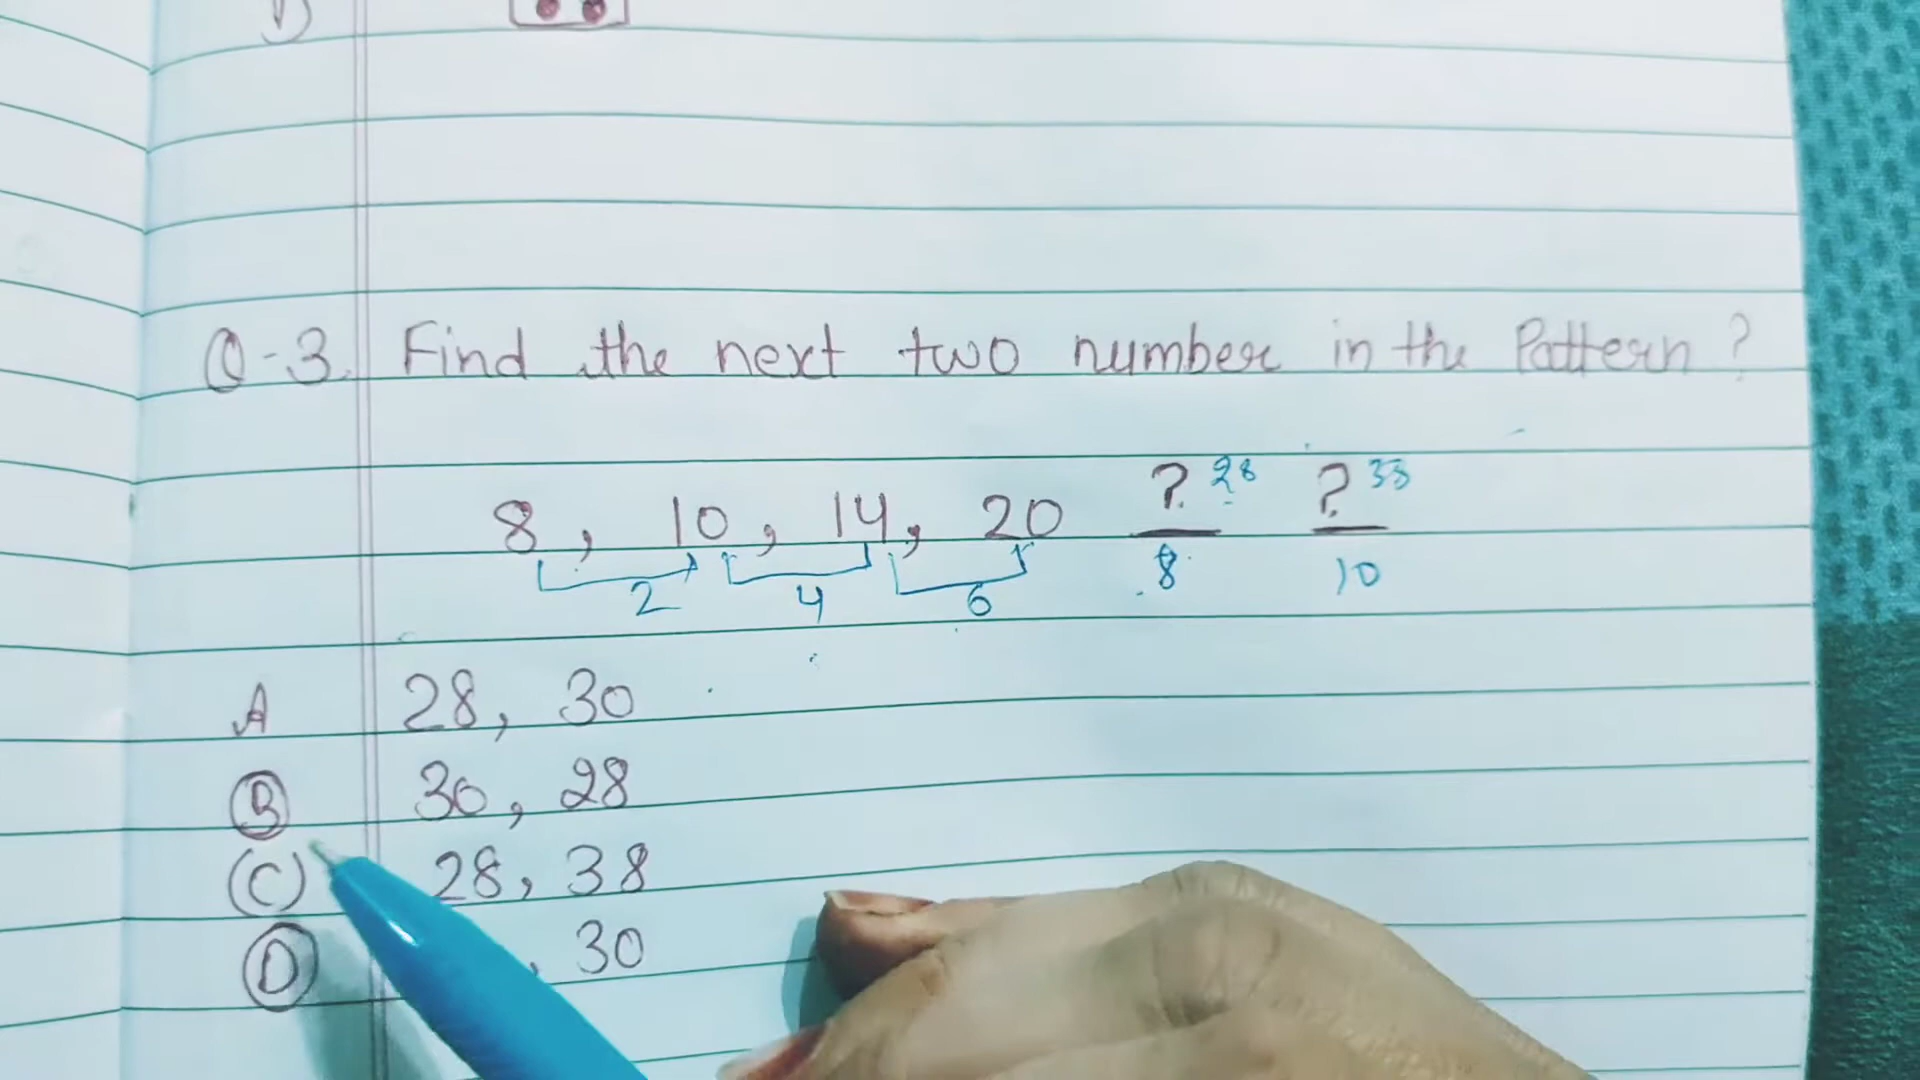 Q-3. Find the next two number in the Pattern ?
8, 10, 14, 20 ? 28 ? 38
2 4 6 8 10
A 28, 30
B 30, 28
(C) 28, 38
D , 30